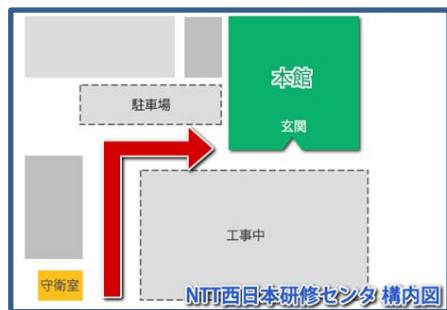 本館
駐車場
玄関
工事中
守衛室
NTT西日本研修センタ 構内図